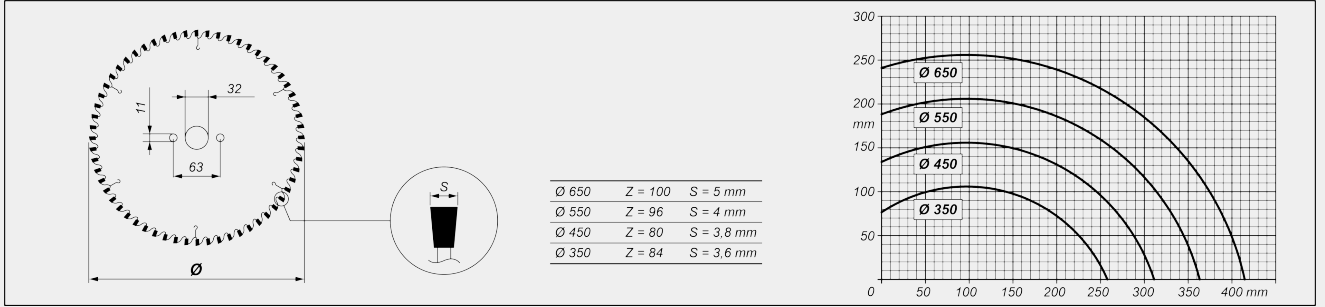 32
11
63
Ø
S
Ø 650 Z = 100 S = 5 mm
Ø 550 Z = 96 S = 4 mm
Ø 450 Z = 80 S = 3,8 mm
Ø 350 Z = 84 S = 3,6 mm
300
250
200
mm
150
100
50
Ø 650
Ø 550
Ø 450
Ø 350
0 50 100 150 200 250 300 350 400 mm